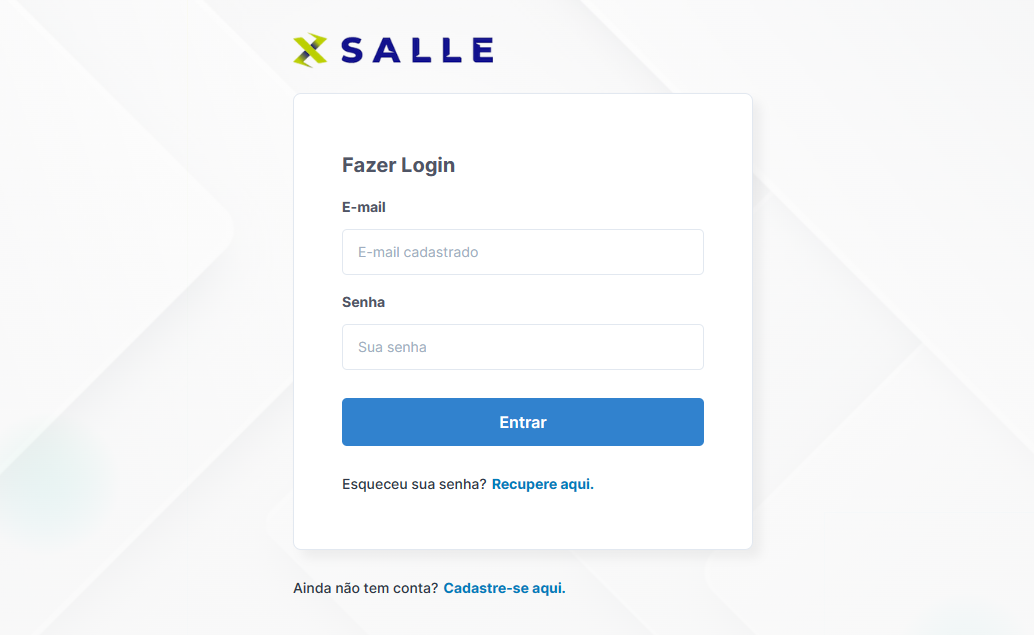 SALLE
Fazer Login
E-mail
E-mail cadastrado
Senha
Sua senha
Entrar
Esqueceu sua senha? Recupere aqui.
Ainda não tem conta? Cadastre-se aqui.